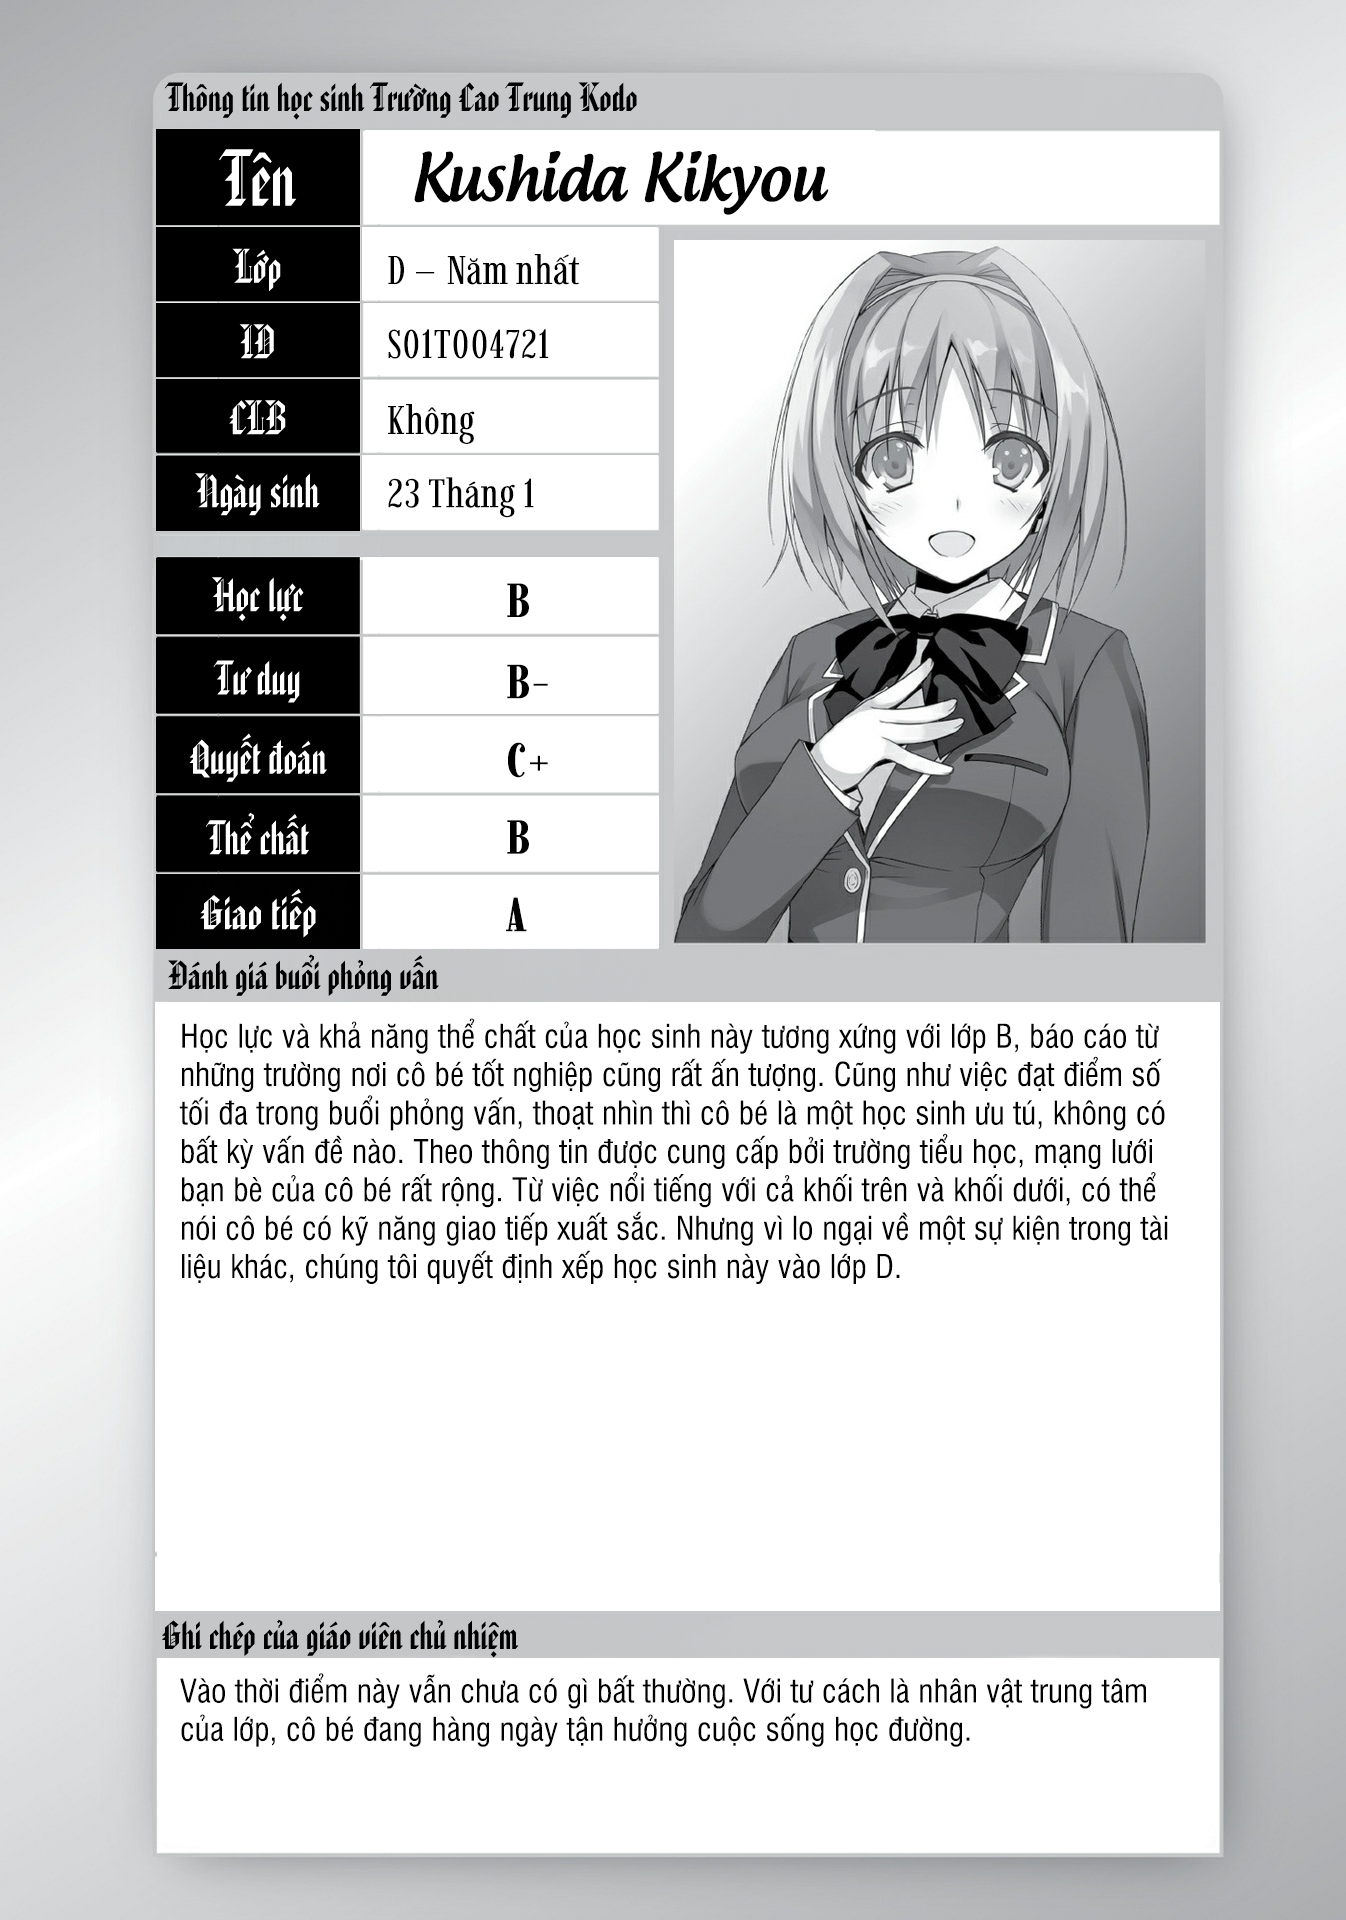 Thông tin học sinh Trường Cao Trung Kodo
Tên Kushida Kikyou
Lớp D – Năm nhất
ID S01T004721
CLB Không
Ngày sinh 23 Tháng 1
Học lực B
Tư duy B-
Quyết đoán C+
Thể chất B
Giao tiếp A
Đánh giá buổi phỏng vấn
Học lực và khả năng thể chất của học sinh này tương xứng với lớp B, báo cáo từ
những trường nơi cô bé tốt nghiệp cũng rất ấn tượng. Cũng như việc đạt điểm số
tối đa trong buổi phỏng vấn, thoạt nhìn thì cô bé là một học sinh ưu tú, không có
bất kỳ vấn đề nào. Theo thông tin được cung cấp bởi trường tiểu học, mạng lưới
bạn bè của cô bé rất rộng. Từ việc nổi tiếng với cả khối trên và khối dưới, có thể
nói cô bé có kỹ năng giao tiếp xuất sắc. Nhưng vì lo ngại về một sự kiện trong tài
liệu khác, chúng tôi quyết định xếp học sinh này vào lớp D.
Ghi chép của giáo viên chủ nhiệm
Vào thời điểm này vẫn chưa có gì bất thường. Với tư cách là nhân vật trung tâm
của lớp, cô bé đang hàng ngày tận hưởng cuộc sống học đường.